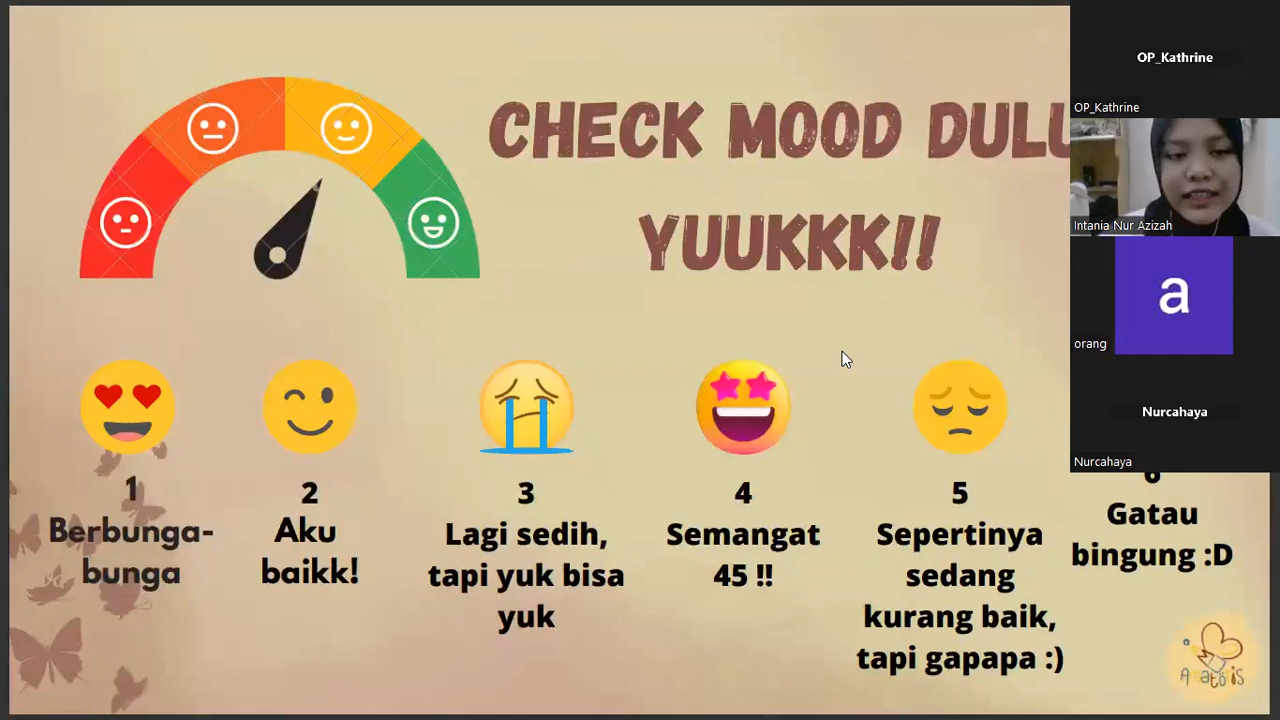 CHECK MOOD DULU
YUUKKK!!
1
Berbunga-
bunga
2
Aku
baikk!
3
Lagi sedih,
tapi yuk bisa
yuk
4
Semangat
45 !!
5
Sepertinya
sedang
kurang baik,
tapi gapapa :)
6
Gatau
bingung :D
OP_Kathrine
OP_Kathrine
Intania Nur Azizah
a
orang
Nurcahaya
Nurcahaya